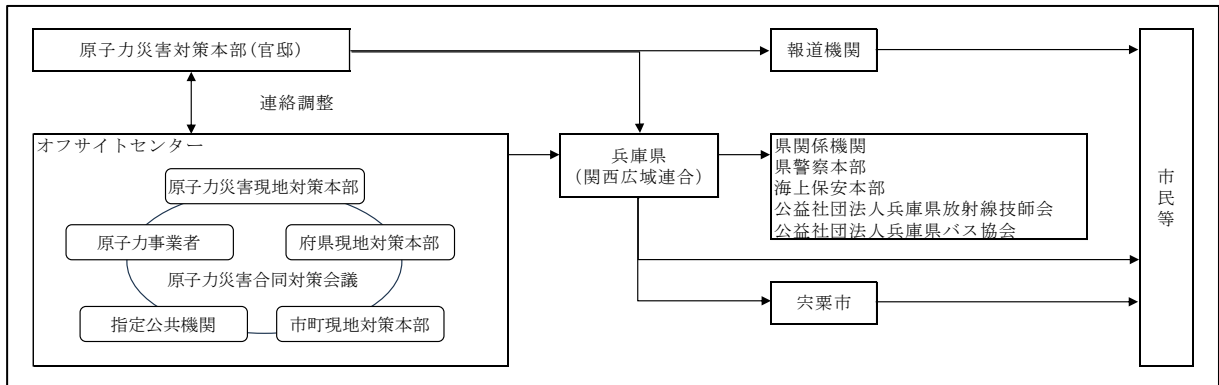 原子力災害対策本部(官邸)
報道機関
連絡調整
オフサイトセンター
原子力災害現地対策本部
原子力事業者
府県現地対策本部
原子力災害合同対策会議
指定公共機関
市町現地対策本部
兵庫県
(関西広域連合)
県関係機関
県警察本部
海上保安本部
公益社団法人兵庫県放射線技師会
公益社団法人兵庫県バス協会
宍粟市
市民等